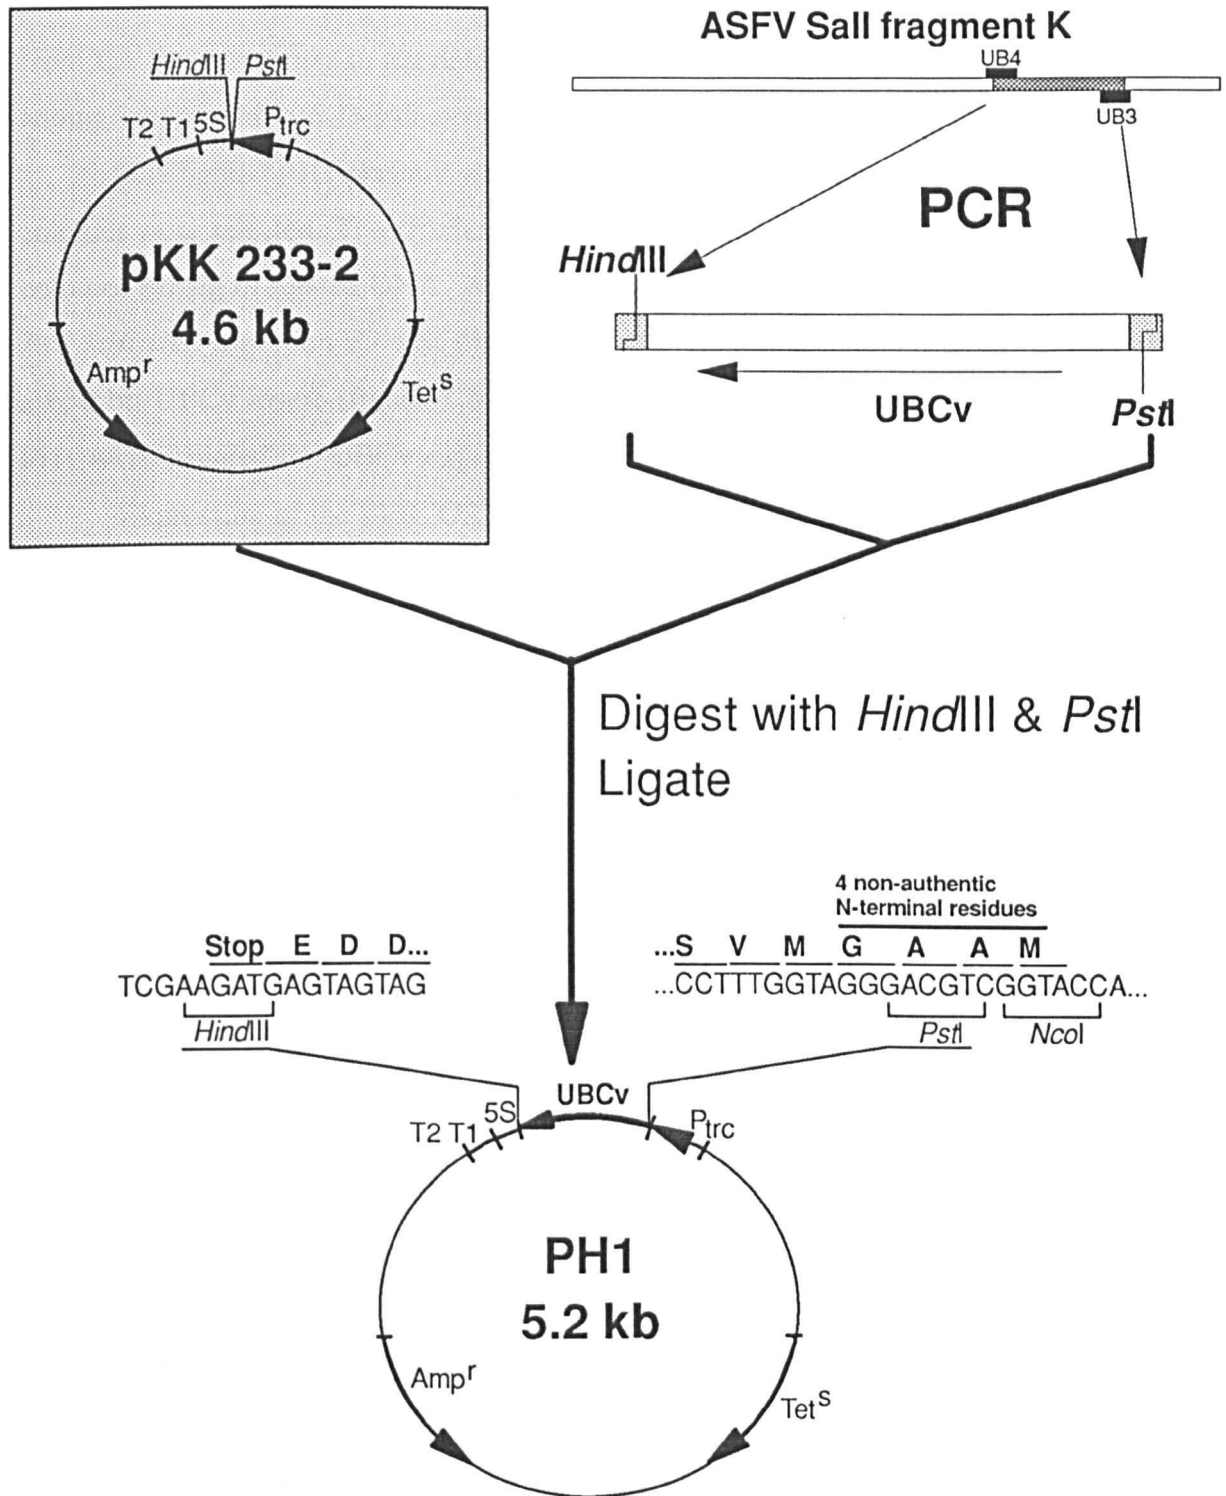 HindIII PstI
T2 T1 5S Ptrc
pKK 233-2
4.6 kb
Ampr
Tets
ASFV SalI fragment K
UB4
UB3
PCR
HindIII
UBCv
PstI
Digest with HindIII & PstI
Ligate
Stop E D D...
TCGAAGATGAGTAGTAG
HindIII
4 non-authentic
N-terminal residues
...S V M G A A M
...CCTTTGGTAGGGACGTCGGTACCA...
PstI NcoI
UBCv
T2 T1 5S Ptrc
PH1
5.2 kb
Ampr
Tets